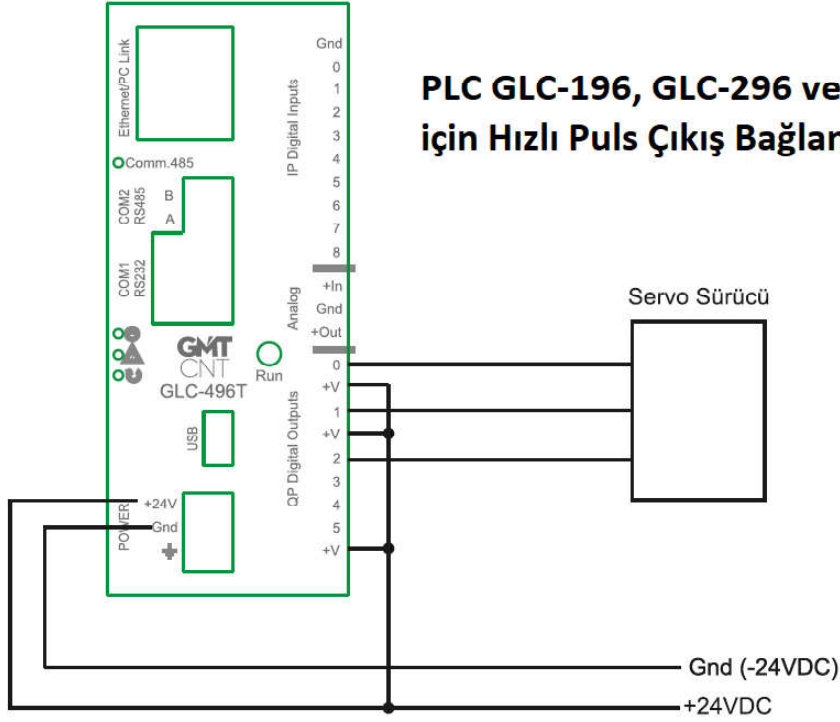 PLC GLC-196, GLC-296 ve
için Hızlı Puls Çıkış
Ethernet/PC Link
Comm.485
COM2
RS485
B
A
COM1
RS232
GMT
CNT
GLC-496T
Run
USB
POWER
+24V
Gnd
IP Digital Inputs
Gnd
0
1
2
3
4
5
6
7
8
Analog
+In
Gnd
+Out
QP Digital Outputs
0
+V
1
+V
2
3
4
5
+V
Servo Sürücü
Gnd (-24VDC)
+24VDC